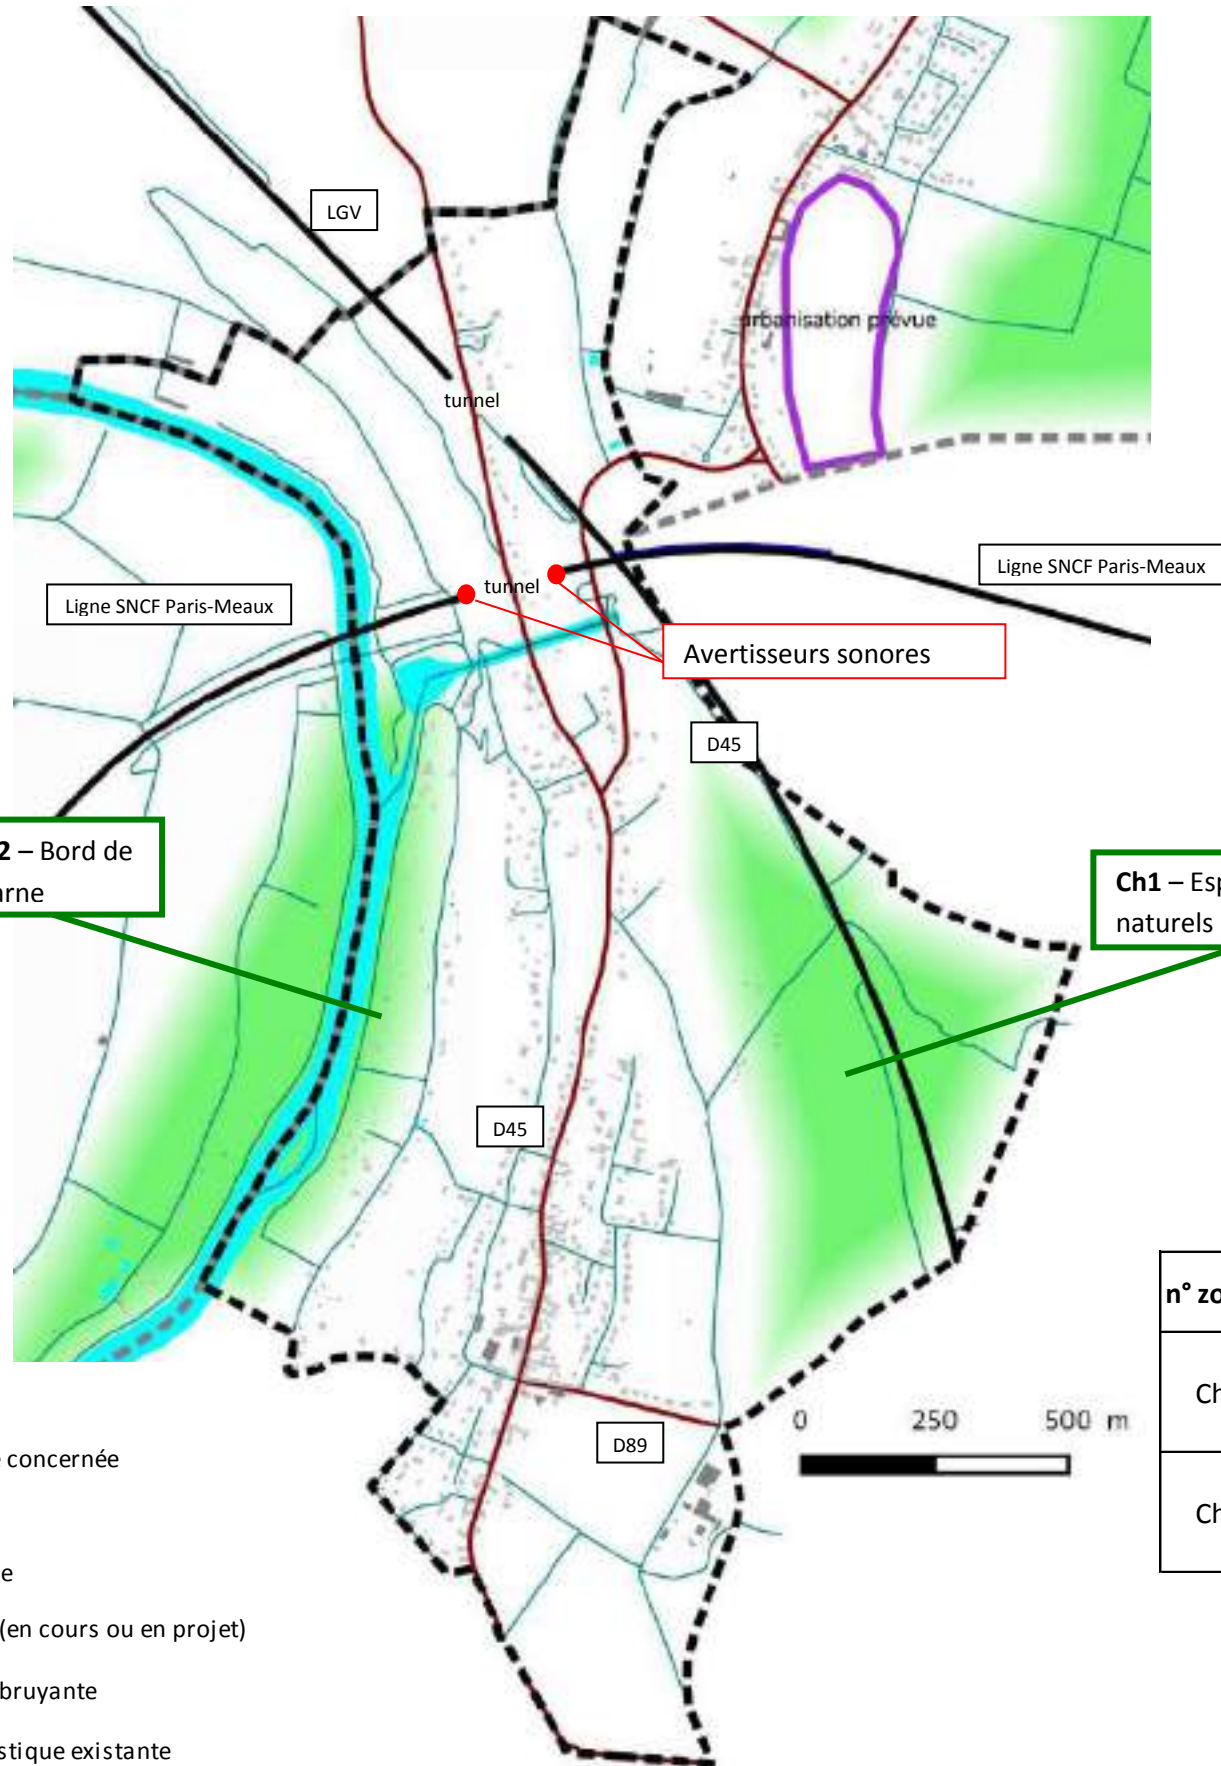 LGV
urbanisation prévue
tunnel
Ligne SNCF Paris-Meaux
tunnel
Ligne SNCF Paris-Meaux
Avertisseurs sonores
D45
2 – Bord de
arne
Ch1 – Esp
naturels
D45
n° zo
Ch
Ch
0 250 500 m
D89
concernée
e
(en cours ou en projet)
bruyante
stique existante